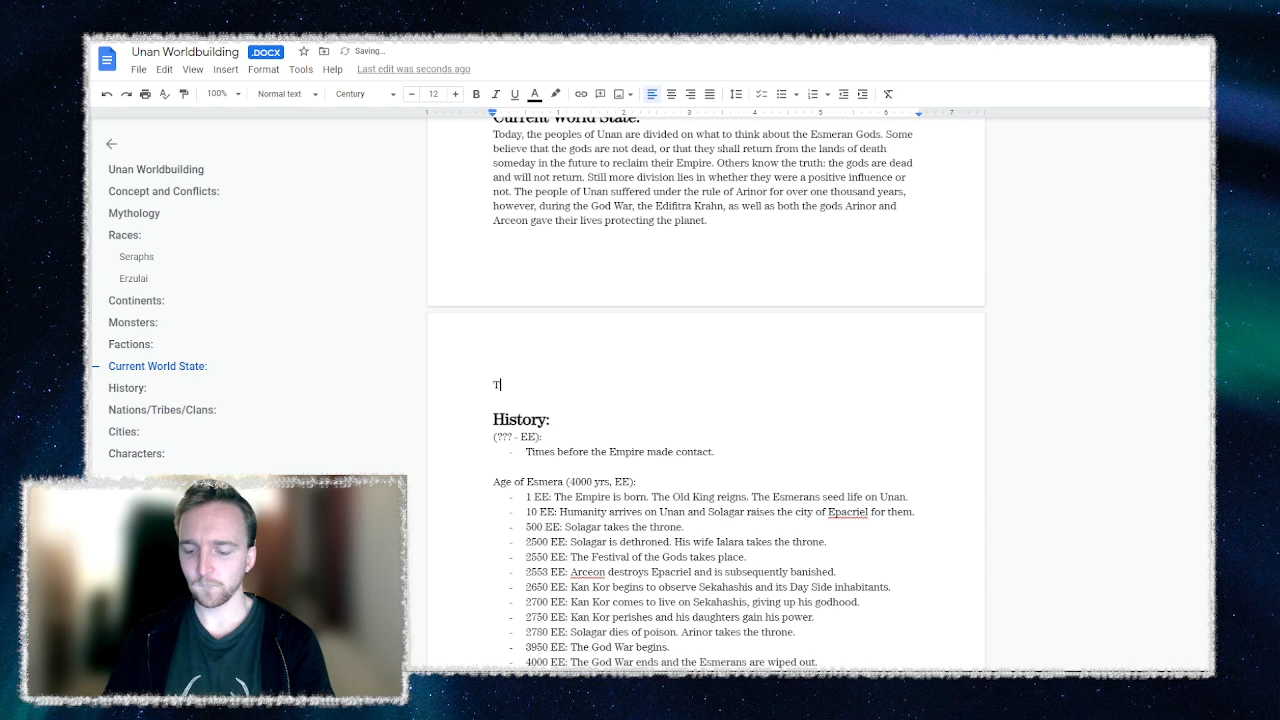 Unan Worldbuilding .DOCX Saving...
File Edit View Insert Format Tools Help Last edit was seconds ago
100% Normal text Century 12
1 1 2 3 4 5 6 7
Unan Worldbuilding
Concept and Conflicts:
Mythology
Races:
Seraphs
Erzulai
Continents:
Monsters:
Factions:
Current World State:
History:
Nations/Tribes/Clans:
Cities:
Characters:
Current World State:
Today, the peoples of Unan are divided on what to think about the Esmeran Gods. Some
believe that the gods are not dead, or that they shall return from the lands of death
someday in the future to reclaim their Empire. Others know the truth: the gods are dead
and will not return. Still more division lies in whether they were a positive influence or
not. The people of Unan suffered under the rule of Arinor for over one thousand years,
however, during the God War, the Edifitra Krahn, as well as both the gods Arinor and
Arceon gave their lives protecting the planet.
T
History:
(??? - EE):
- Times before the Empire made contact.
Age of Esmera (4000 yrs, EE):
- 1 EE: The Empire is born. The Old King reigns. The Esmerans seed life on Unan.
- 10 EE: Humanity arrives on Unan and Solagar raises the city of Epacriel for them.
- 500 EE: Solagar takes the throne.
- 2500 EE: Solagar is dethroned. His wife Ialara takes the throne.
- 2550 EE: The Festival of the Gods takes place.
- 2553 EE: Arceon destroys Epacriel and is subsequently banished.
- 2650 EE: Kan Kor begins to observe Sekahashis and its Day Side inhabitants.
- 2700 EE: Kan Kor comes to live on Sekahashis, giving up his godhood.
- 2750 EE: Kan Kor perishes and his daughters gain his power.
- 2780 EE: Solagar dies of poison. Arinor takes the throne.
- 3950 EE: The God War begins.
- 4000 EE: The God War ends and the Esmerans are wiped out.